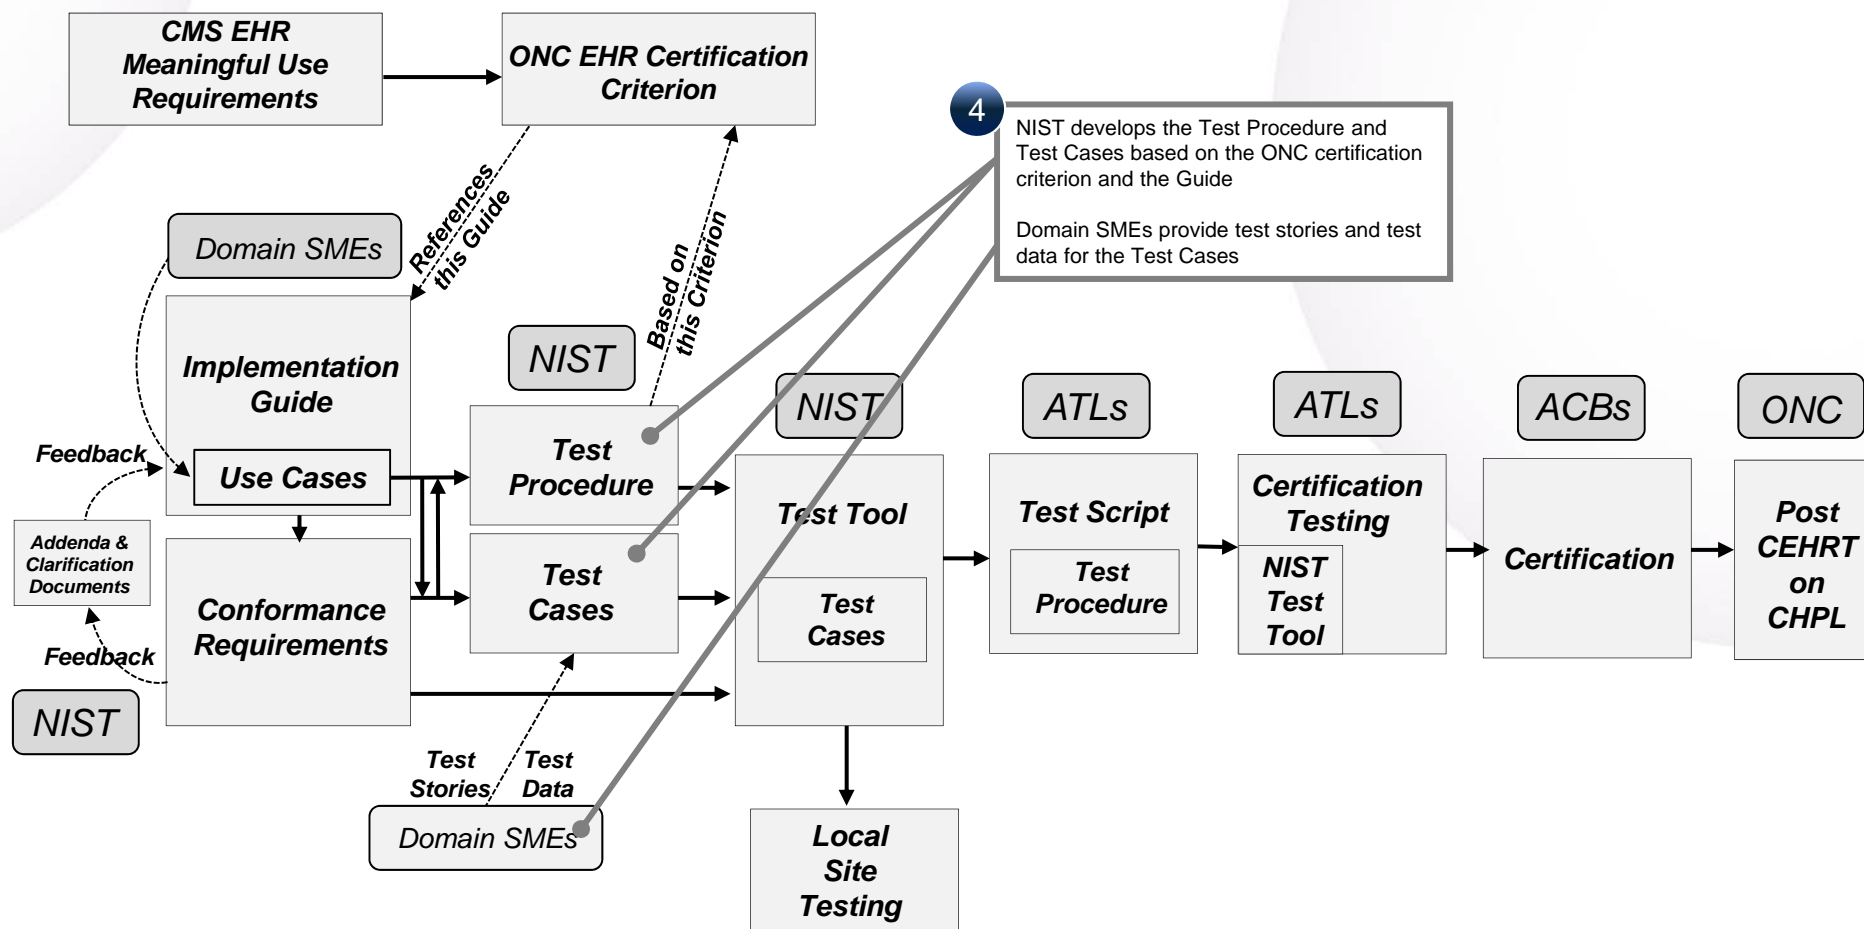 CMS EHR
Meaningful Use
Requirements
ONC EHR Certification
Criterion
4
NIST develops the Test Procedure and
Test Cases based on the ONC certification
criterion and the Guide
Domain SMEs provide test stories and test
data for the Test Cases
References
this Guide
Based on
this Criterion
Domain SMEs
Implementation
Guide
Use Cases
Feedback
Addenda &
Clarification
Documents
Feedback
NIST
Conformance
Requirements
NIST
Test
Procedure
Test
Cases
Test
Stories
Test
Data
Domain SMEs
NIST
Test Tool
Test
Cases
Local
Site
Testing
ATLs
Test Script
Test
Procedure
ATLs
Certification
Testing
NIST
Test
Tool
ACBs
Certification
ONC
Post
CEHRT
on
CHPL